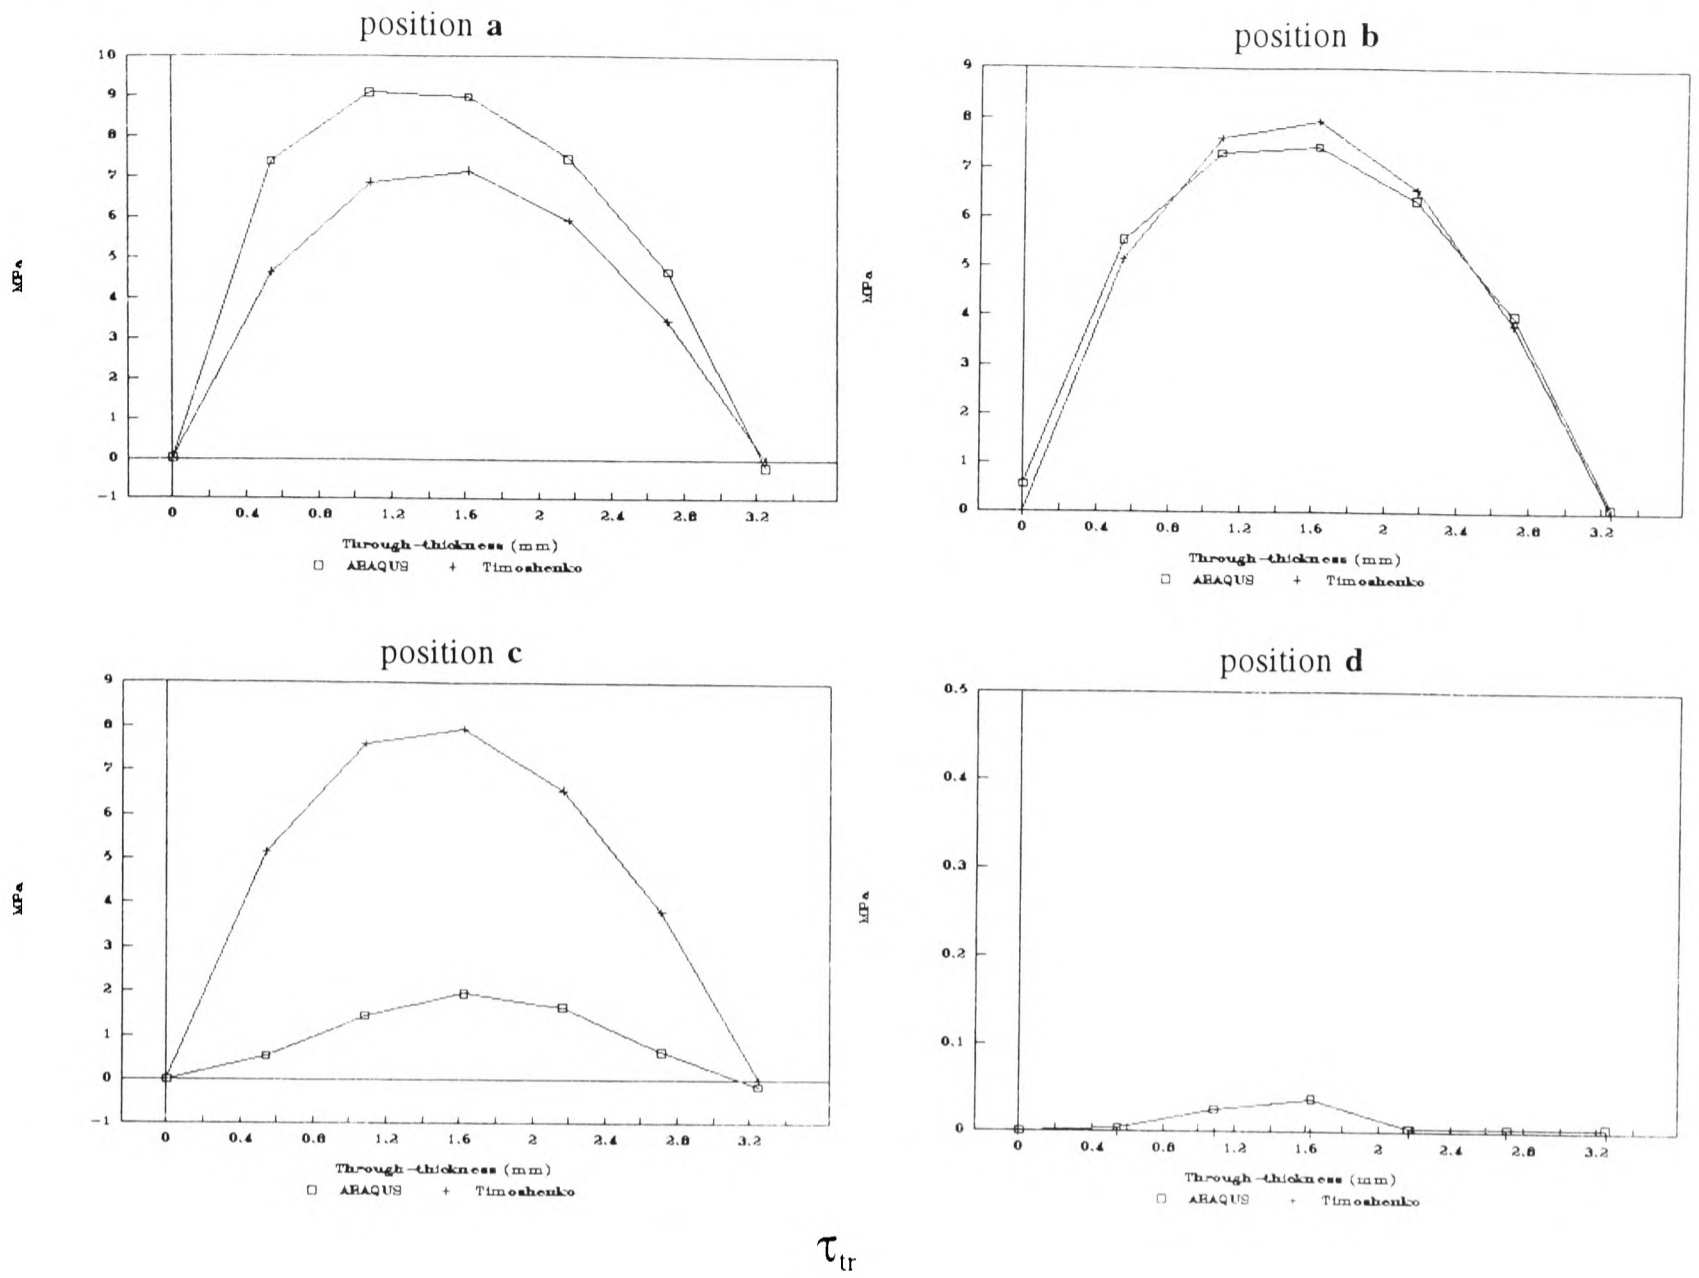 position a
10
9
8
7
6
5
4
3
2
1
0
-1
MPa
0 0.4 0.8 1.2 1.6 2 2.4 2.8 3.2
Through-thickness (mm)
ABAQUS + Timoshenko
position b
9
8
7
6
5
4
3
2
1
0
MPa
0 0.4 0.8 1.2 1.6 2 2.4 2.8 3.2
Through-thickness (mm)
ABAQUS + Timoshenko
position c
9
8
7
6
5
4
3
2
1
0
-1
MPa
0 0.4 0.8 1.2 1.6 2 2.4 2.8 3.2
Through-thickness (mm)
ABAQUS + Timoshenko
position d
0.5
0.4
0.3
0.2
0.1
0
MPa
0 0.4 0.8 1.2 1.6 2 2.4 2.8 3.2
Through-thickness (mm)
ABAQUS + Timoshenko
τtr